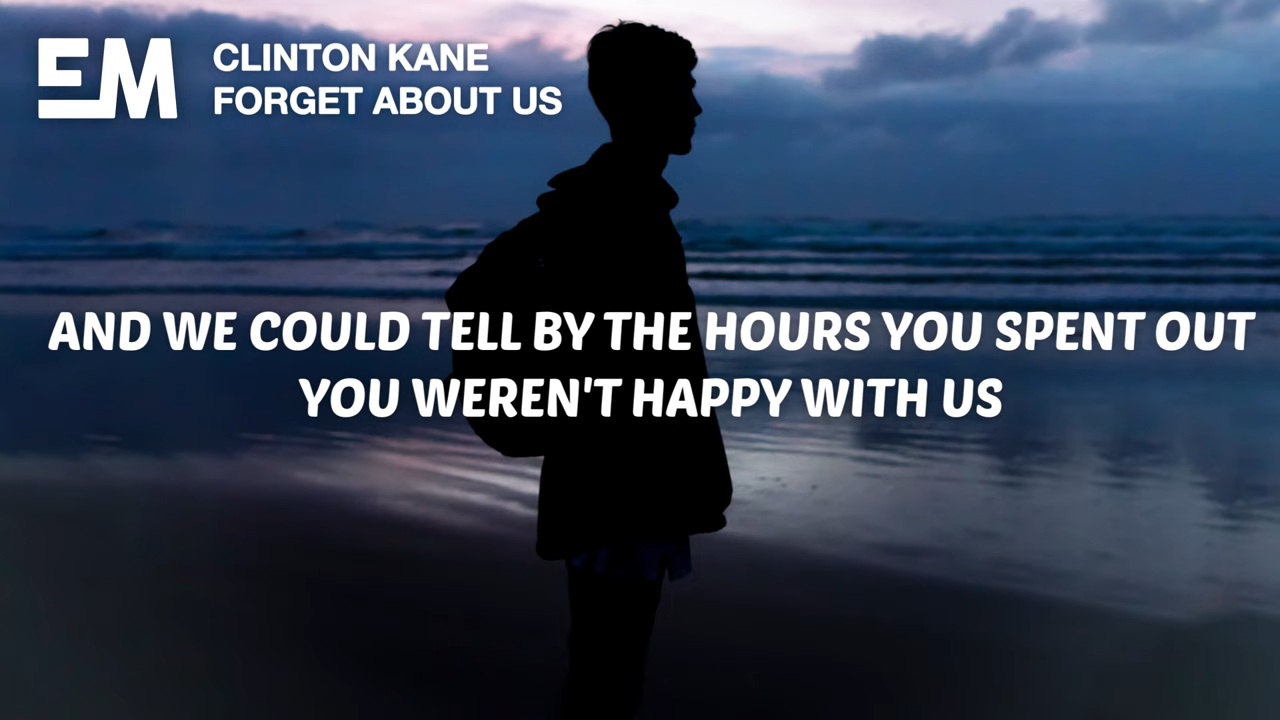 EM
CLINTON KANE
FORGET ABOUT US
AND WE COULD TELL BY THE HOURS YOU SPENT OUT
YOU WEREN'T HAPPY WITH US